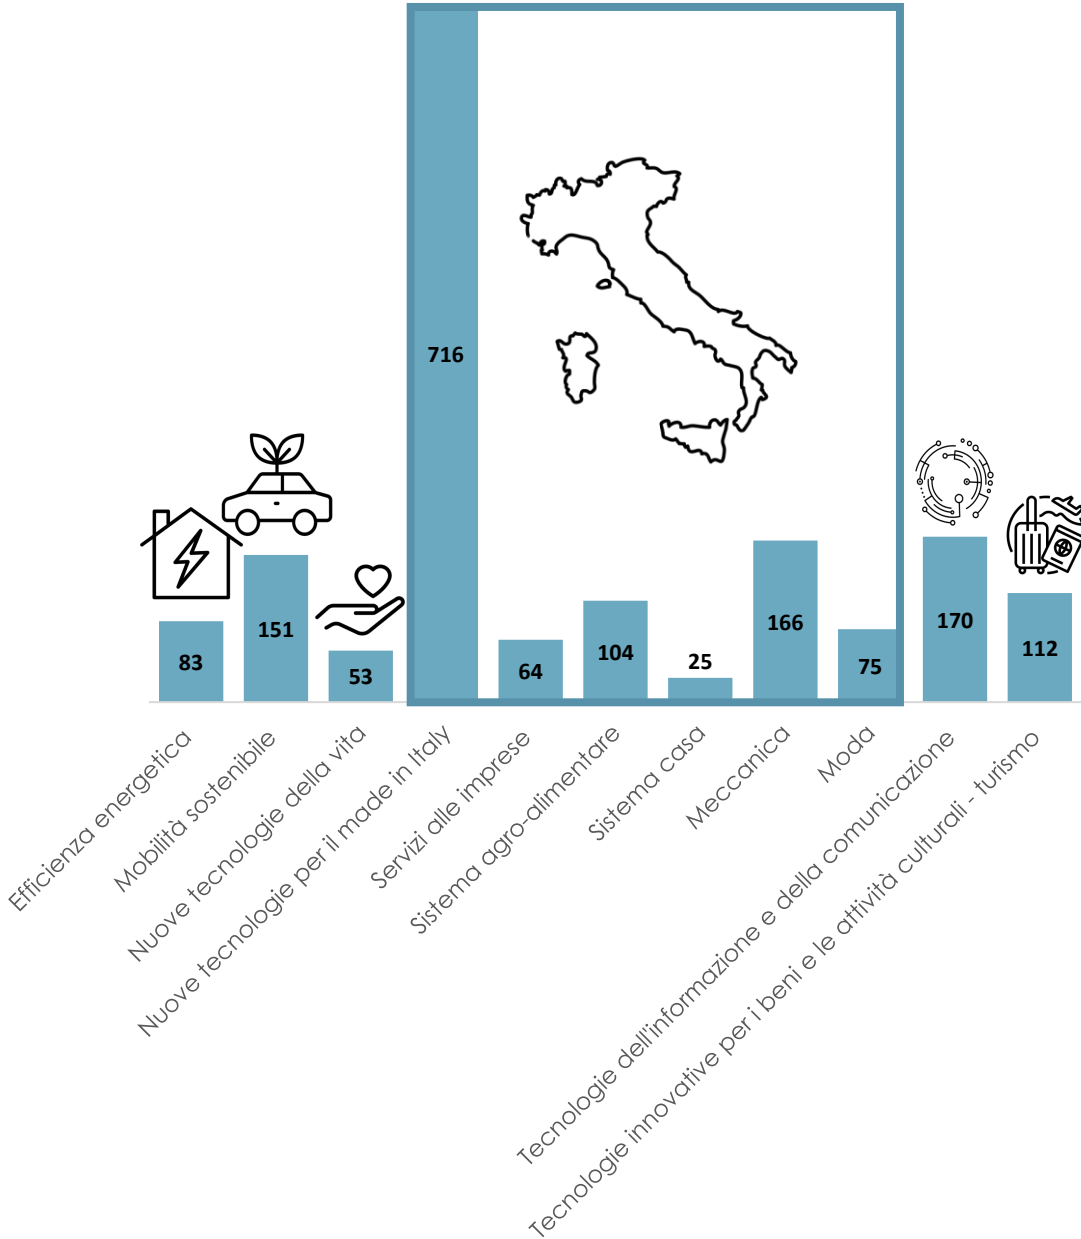 716
83
151
53
64
104
25
166
75
170
112
Efficienza energetica
Mobilità sostenibile
Nuove tecnologie della vita
Nuove tecnologie per il made in Italy
Servizi alle imprese
Sistema agro-alimentare
Sistema casa
Meccanica
Moda
Tecnologie dell'informazione e della comunicazione
Tecnologie innovative per i beni e le attività culturali - turismo